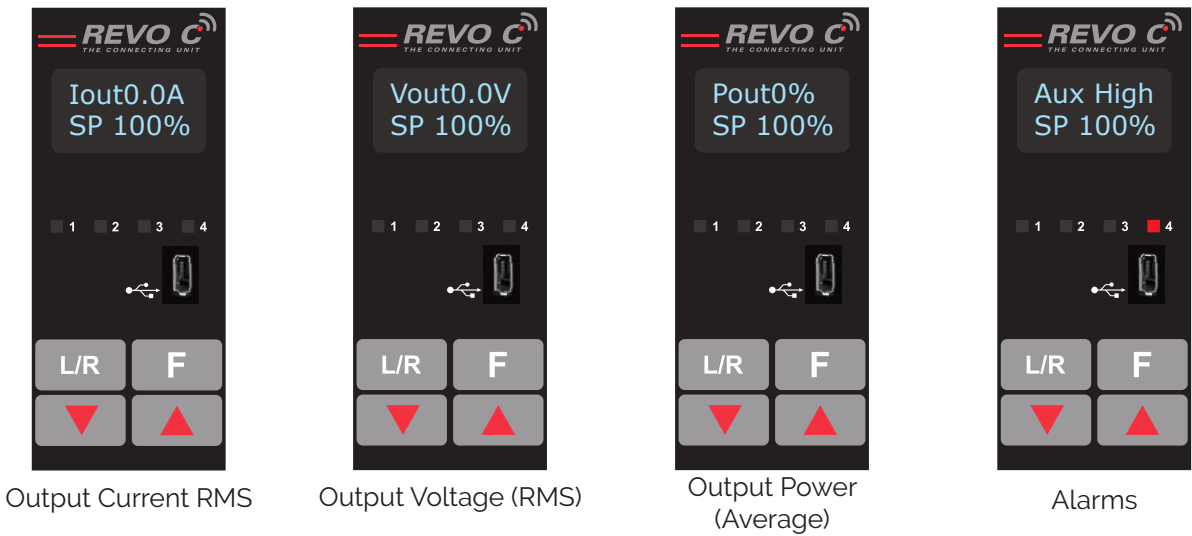 REVO C
THE CONNECTING UNIT
Iout0.0A
SP 100%
1 2 3 4
L/R F
Output Current RMS
REVO C
THE CONNECTING UNIT
Vout0.0V
SP 100%
1 2 3 4
L/R F
Output Voltage (RMS)
REVO C
THE CONNECTING UNIT
Pout0%
SP 100%
1 2 3 4
L/R F
Output Power
(Average)
REVO C
THE CONNECTING UNIT
Aux High
SP 100%
1 2 3 4
L/R F
Alarms